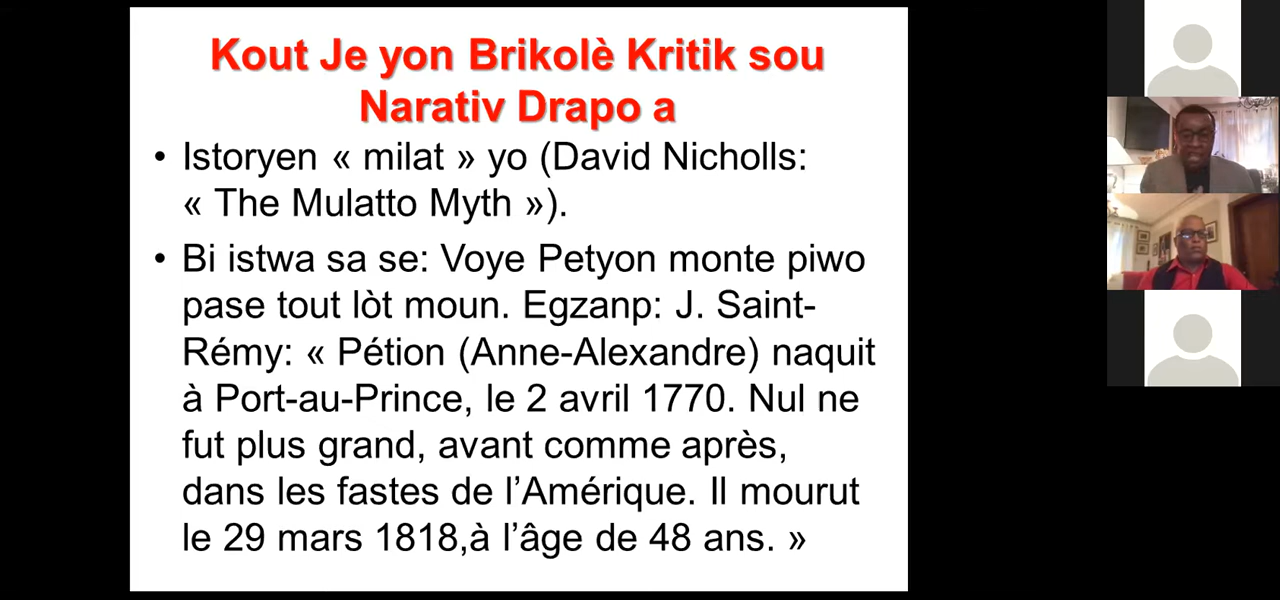 Kout Je yon Brikolè Kritik sou
Narativ Drapo a
• Istoryen « milat » yo (David Nicholls:
« The Mulatto Myth »).
• Bi istwa sa se: Voye Petyon monte piwo
pase tout lòt moun. Egzanp: J. Saint-
Rémy: « Pétion (Anne-Alexandre) naquit
à Port-au-Prince, le 2 avril 1770. Nul ne
fut plus grand, avant comme après,
dans les fastes de l’Amérique. Il mourut
le 29 mars 1818,à l’âge de 48 ans. »